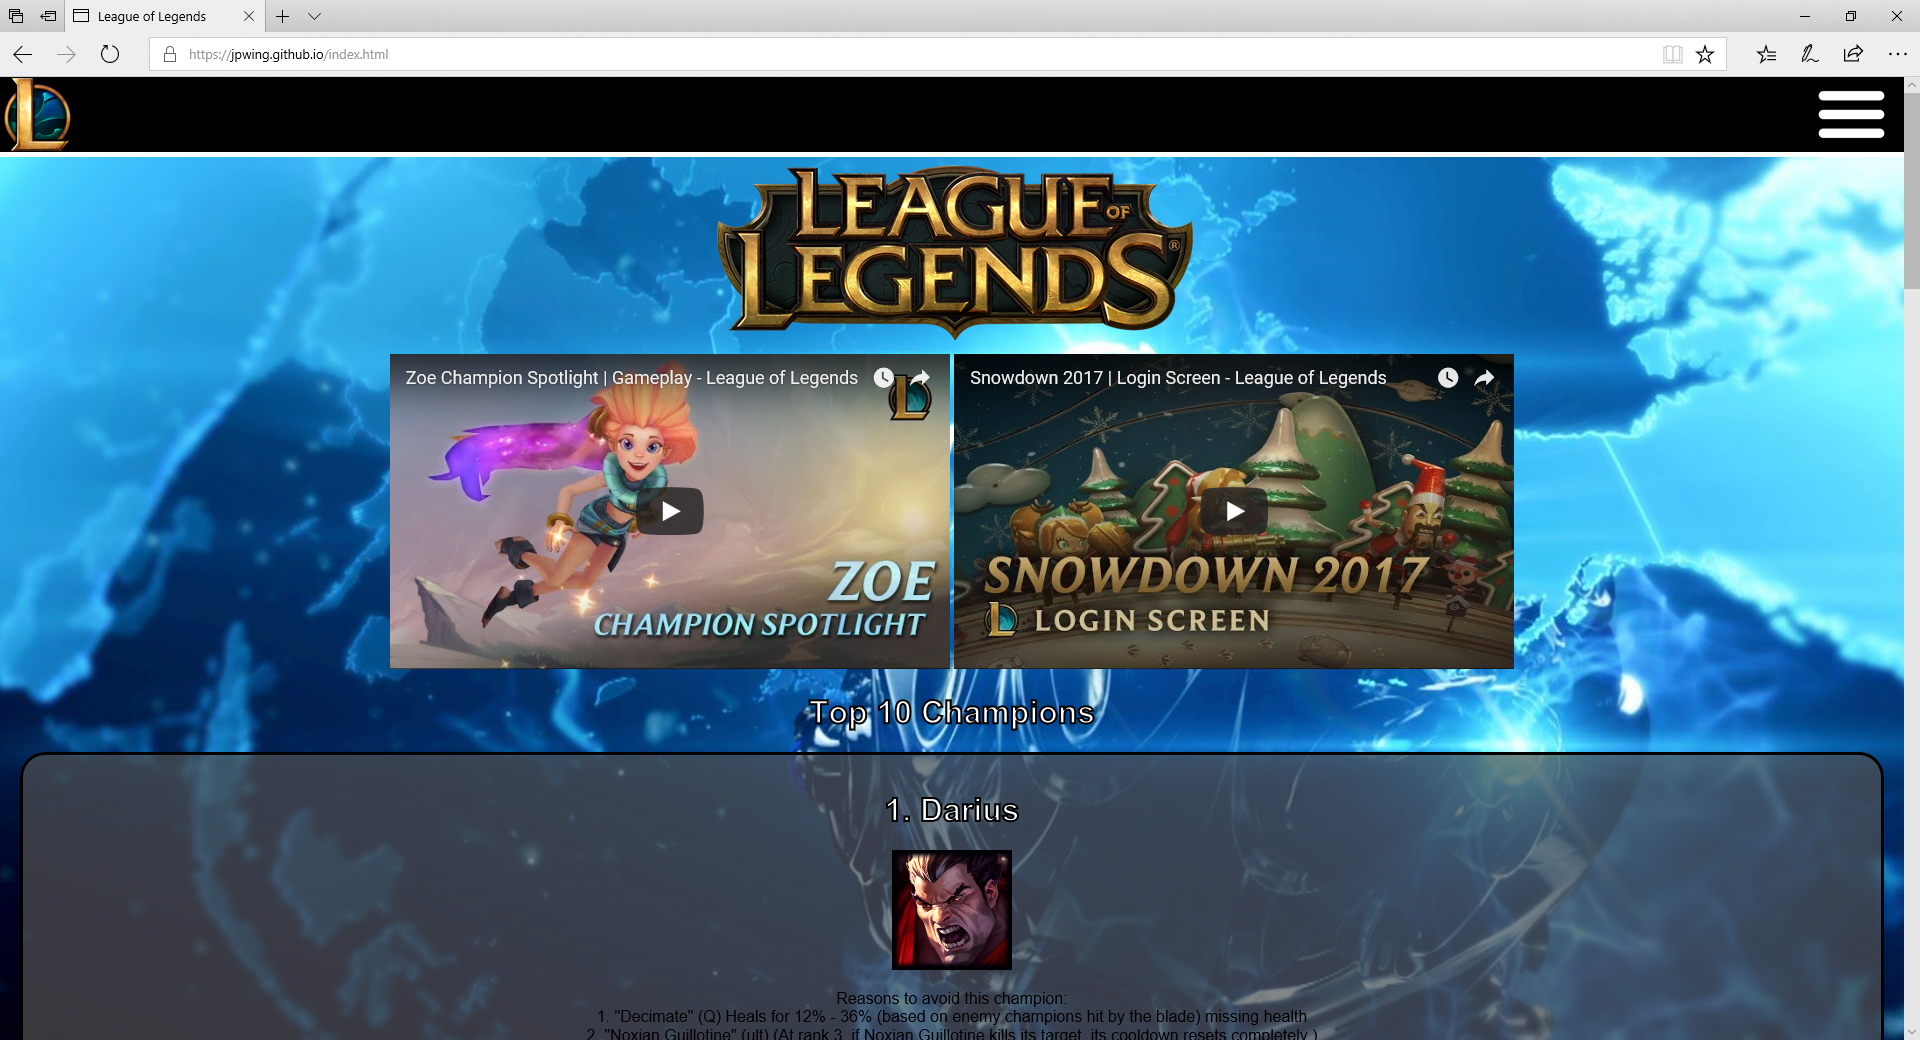 League of Legends
https://jpwing.github.io/index.html
LEAGUE OF
LEGENDS®
Zoe Champion Spotlight | Gameplay - League of Legends
ZOE
CHAMPION SPOTLIGHT
Snowdown 2017 | Login Screen - League of Legends
SNOWDOWN 2017
LOGIN SCREEN
Top 10 Champions
1. Darius
Reasons to avoid this champion:
1. "Decimate" (Q) Heals for 12% - 36% (based on enemy champions hit by the blade) missing health
2. "Noxian Guillotine" (ult) (At rank 3, if Noxian Guillotine kills its target, its cooldown resets completely.)